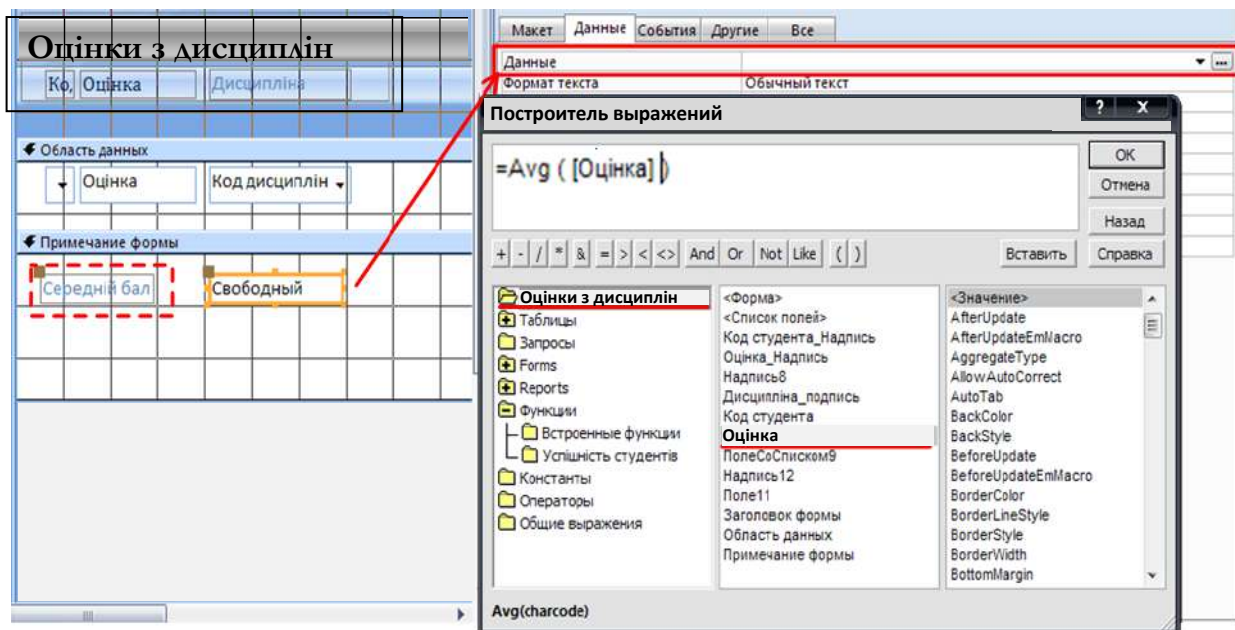 Оцінки з дисциплін
Ко, Оцінка Дисципліна
Область данных
Оцінка Код дисциплін
Примечание формы
Середній бал Свободный
Макет Данные События Другие Все
Данные
Формат текста Обычный текст
Построитель выражений
? X
=Avg ( [Оцінка] )
OK
Отмена
Назад
+ - / * & = > < <> And Or Not Like ( ) Вставить Справка
Оцінки з дисциплін
Таблицы
Запросы
Forms
Reports
Функции
Встроенные функции
Успішність студентів
Константы
Операторы
Общие выражения
<Форма>
<Список полей>
Код студента_Надпись
Оцінка_Надпись
Надпись8
Дисципліна_подпись
Код студента
Оцінка
ПолеСоСписком9
Надпись12
Поле11
Заголовок формы
Область данных
Примечание формы
<Значение>
AfterUpdate
AfterUpdateEmMacro
AggregateType
AllowAutoCorrect
AutoTab
BackColor
BackStyle
BeforeUpdate
BeforeUpdateEmMacro
BorderColor
BorderLineStyle
BorderStyle
BorderWidth
BottomMargin
Avg(charcode)